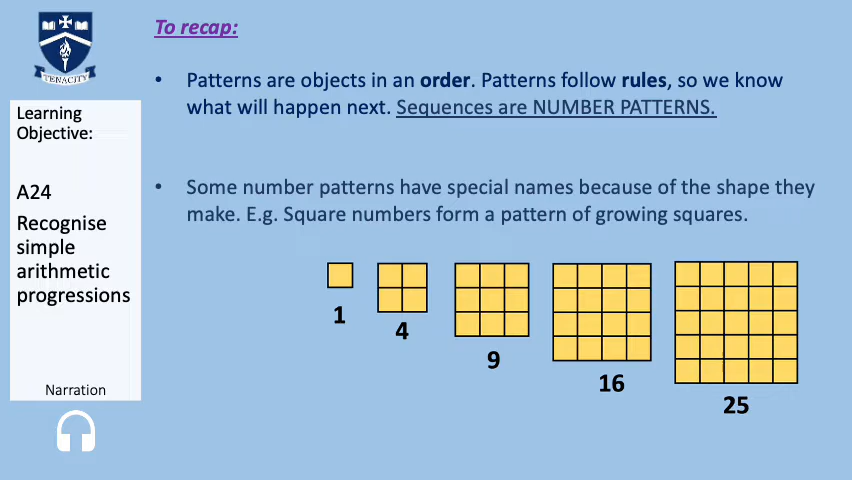 To recap:
TENACITY
• Patterns are objects in an order. Patterns follow rules, so we know
what will happen next. Sequences are NUMBER PATTERNS.
Learning
Objective:
A24
Recognise
simple
arithmetic
progressions
• Some number patterns have special names because of the shape they
make. E.g. Square numbers form a pattern of growing squares.
1
4
9
16
25
Narration